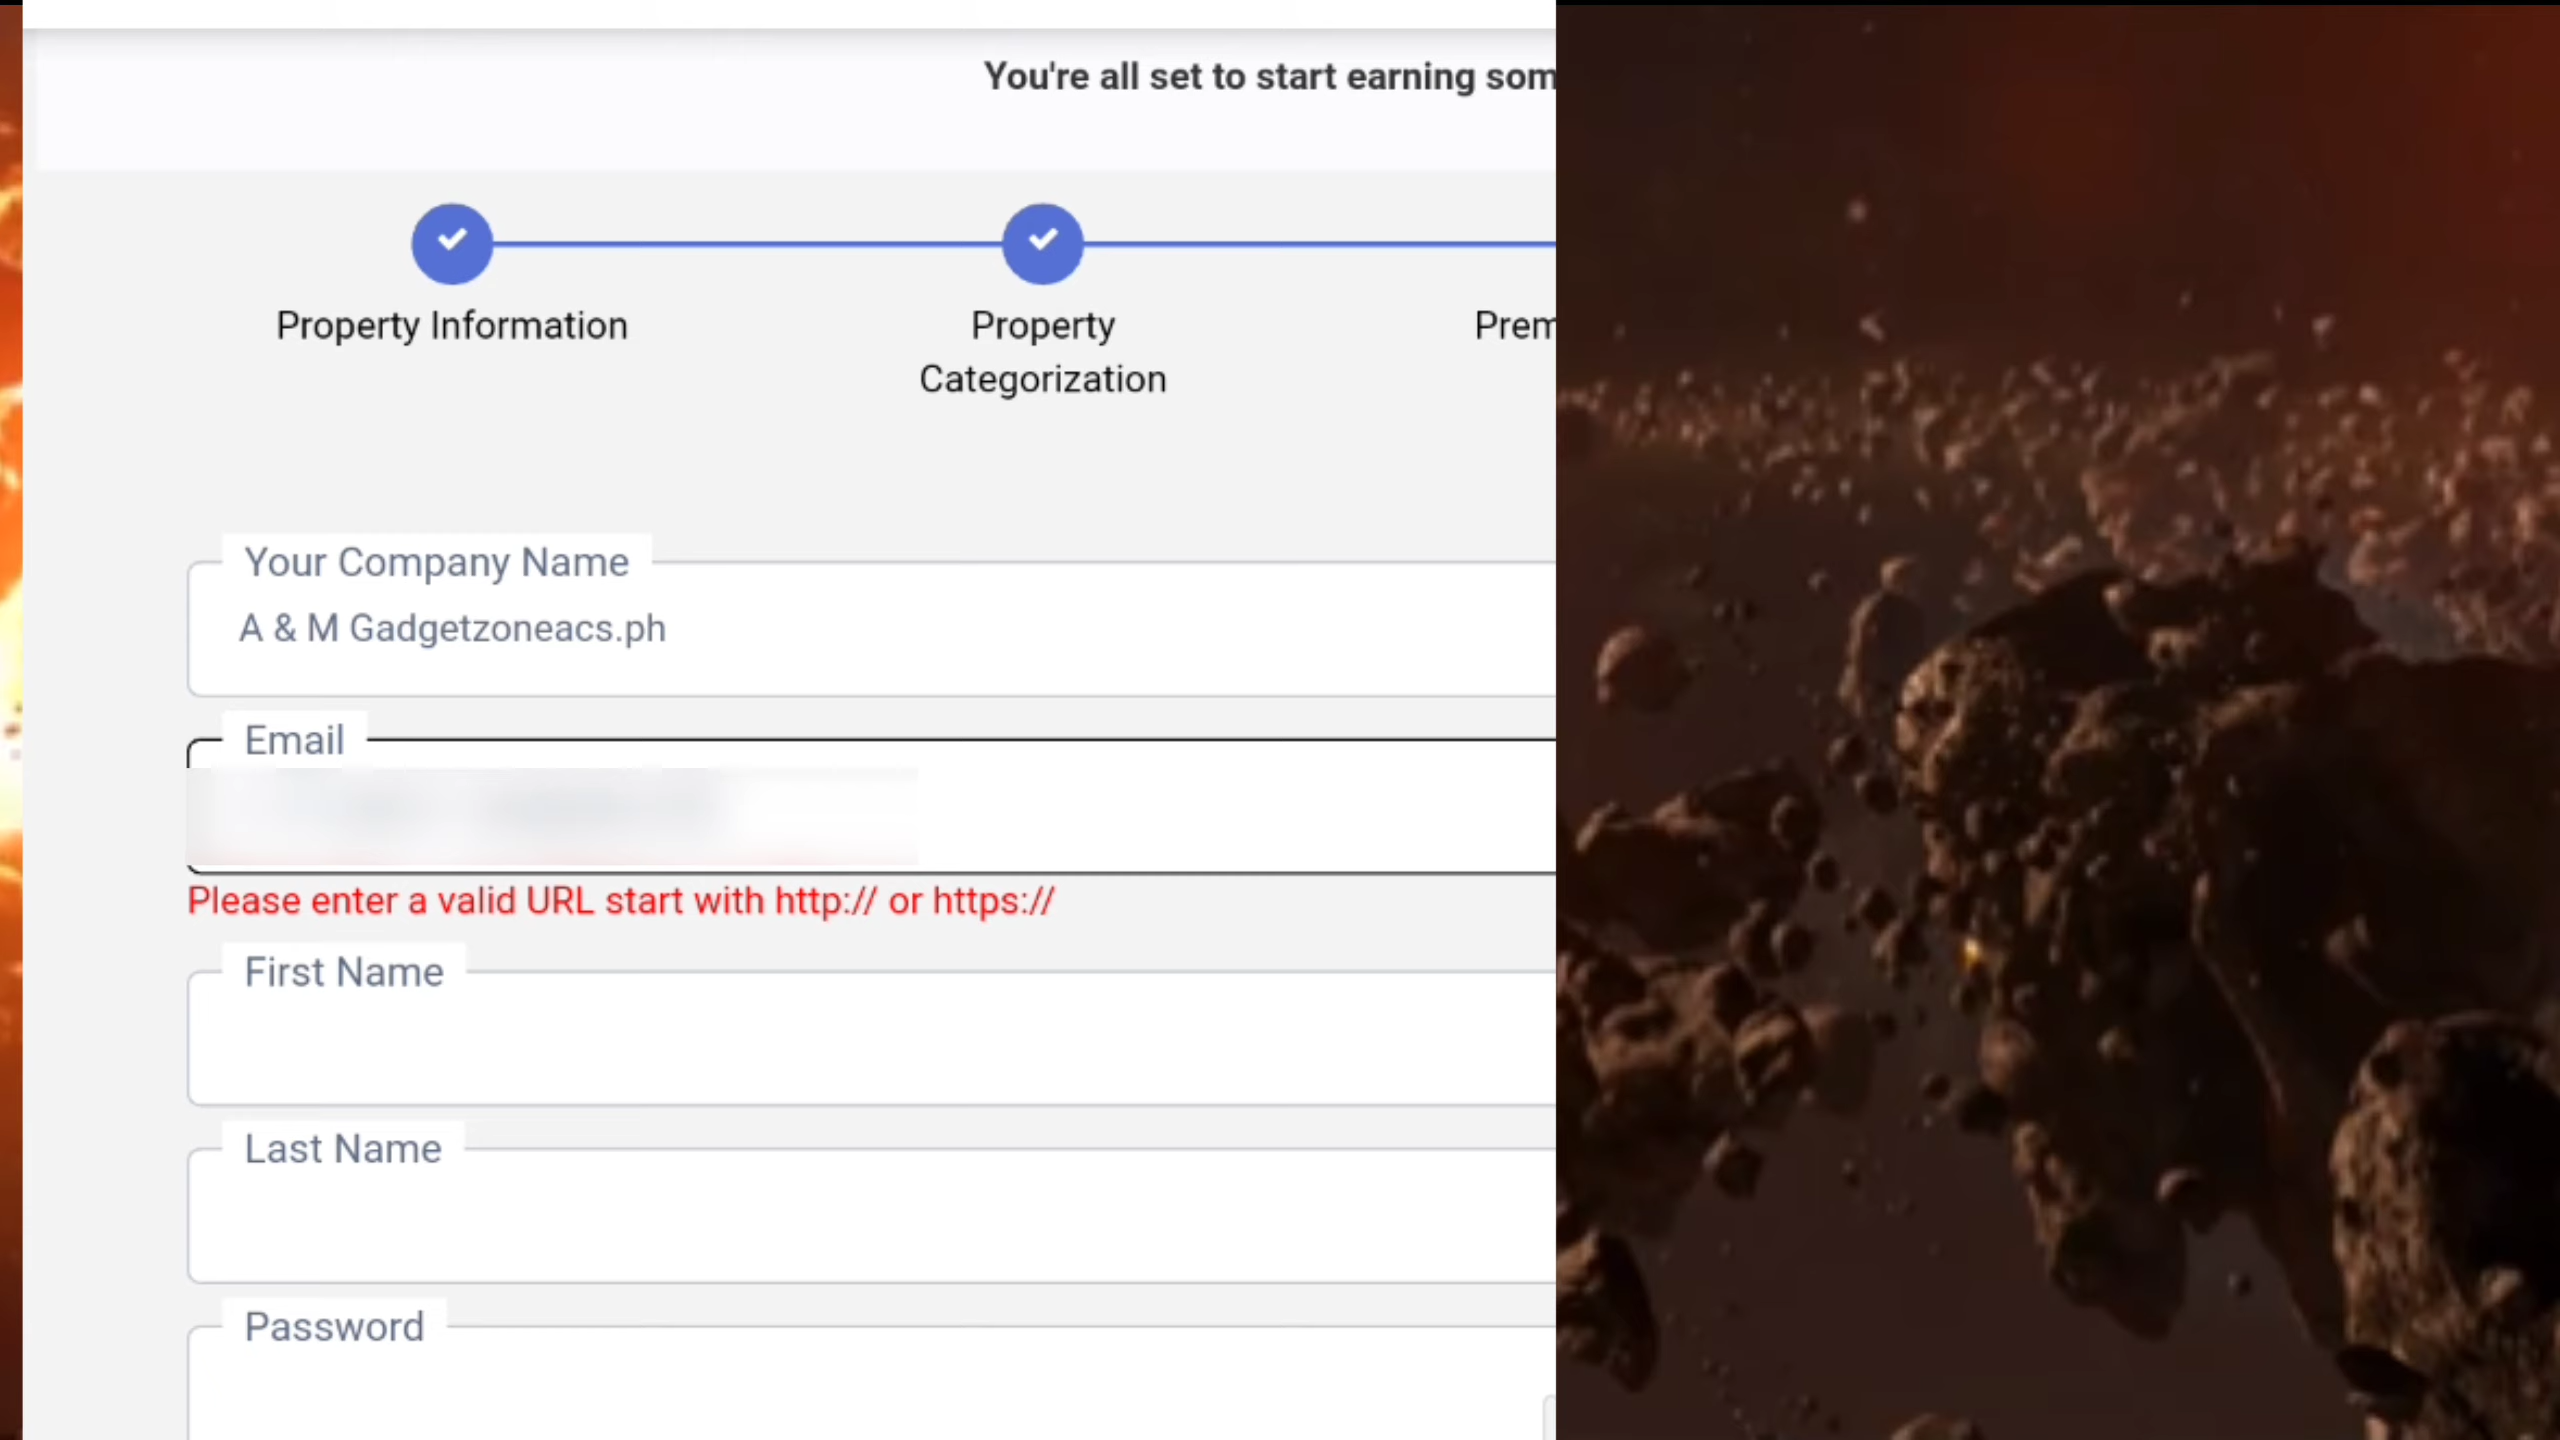 You're all set to start earning som
Property Information
Property
Categorization
Prem
Your Company Name
A & M Gadgetzoneacs.ph
Email
Please enter a valid URL start with http:// or https://
First Name
Last Name
Password